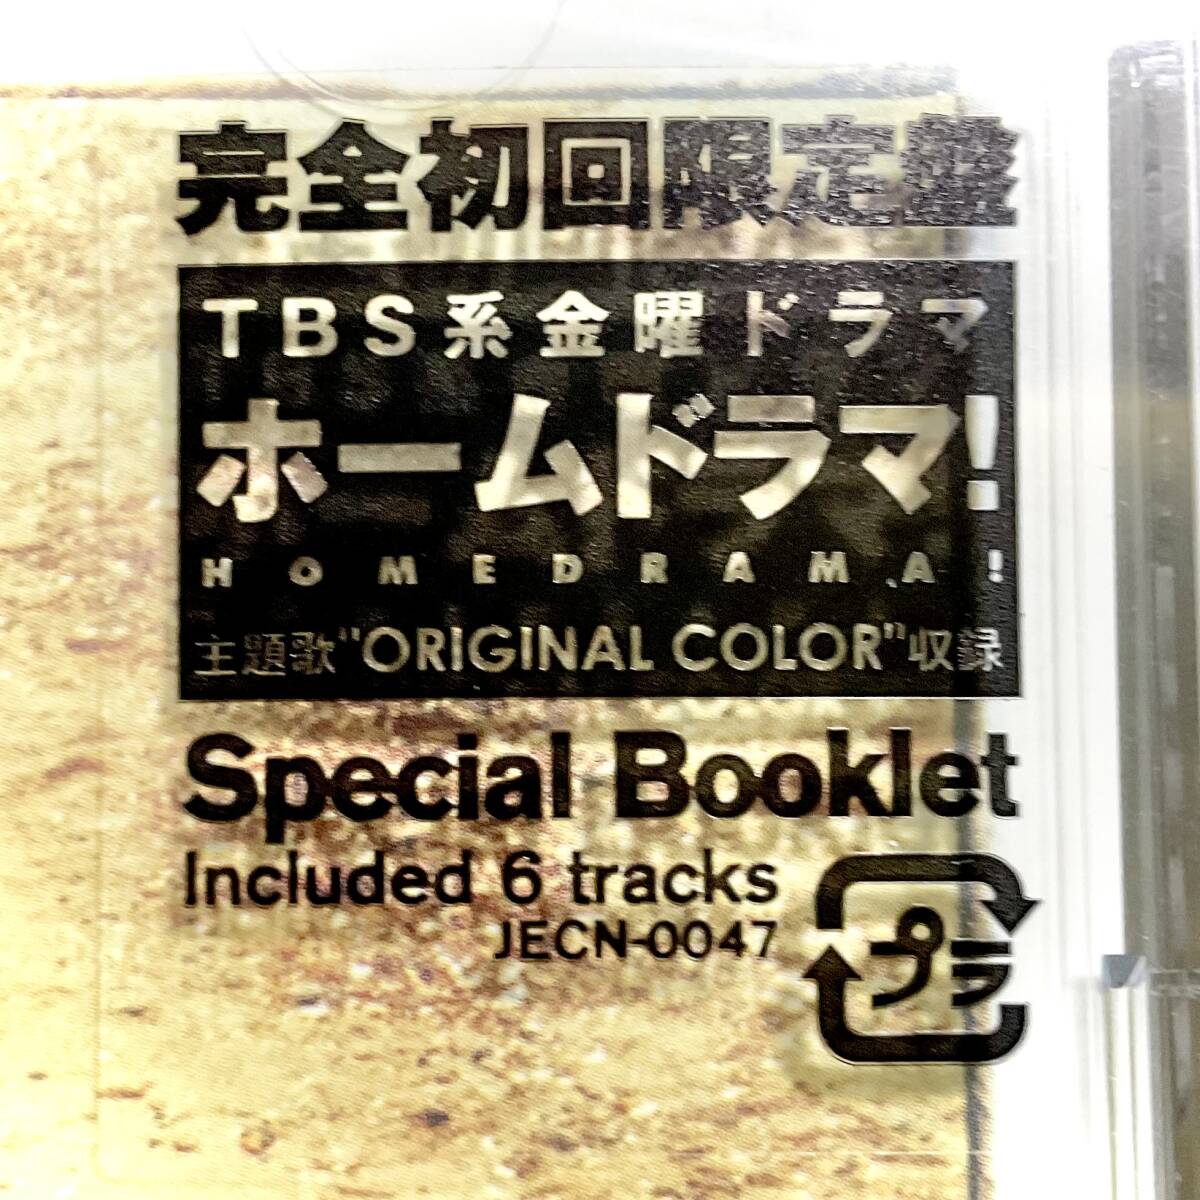 完全初回限定盤
TBS系金曜ドラマ
ホームドラマ!
HOMEDRAMA!
主題歌"ORIGINAL COLOR"収録
Special Booklet
Included 6 tracks
JECN-0047
プラ